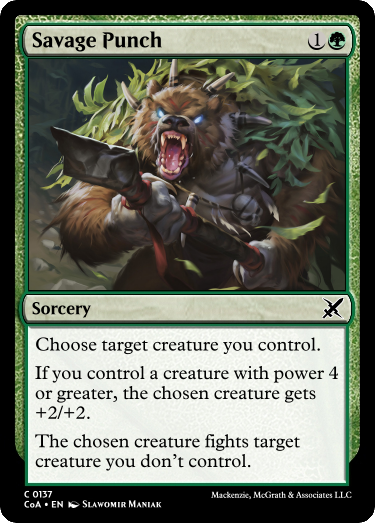 Savage Punch 1
Sorcery
Choose target creature you control.
If you control a creature with power 4
or greater, the chosen creature gets
+2/+2.
The chosen creature fights target
creature you don't control.
C 0137
CoA • EN Slawomir Maniak
Mackenzie, McGrath & Associates LLC